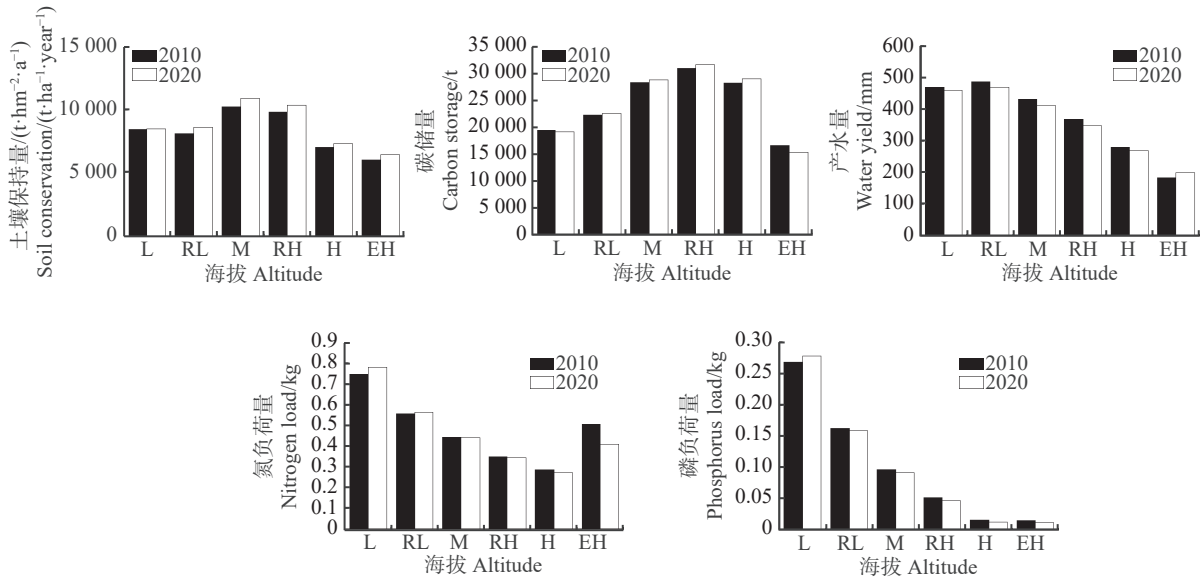 土壤保持量/(t·hm⁻²·a⁻¹)
Soil conservation/(t·ha⁻¹·year⁻¹)
15 000
10 000
5 000
0
2010
2020
L RL M RH H EH
海拔 Altitude
碳储量
Carbon storage/t
35 000
30 000
25 000
20 000
15 000
10 000
5 000
0
2010
2020
L RL M RH H EH
海拔 Altitude
产水量
Water yield/mm
600
500
400
300
200
100
0
2010
2020
L RL M RH H EH
海拔 Altitude
氮负荷量
Nitrogen load/kg
0.9
0.8
0.7
0.6
0.5
0.4
0.3
0.2
0.1
0
2010
2020
L RL M RH H EH
海拔 Altitude
磷负荷量
Phosphorus load/kg
0.30
0.25
0.20
0.15
0.10
0.05
0
2010
2020
L RL M RH H EH
海拔 Altitude